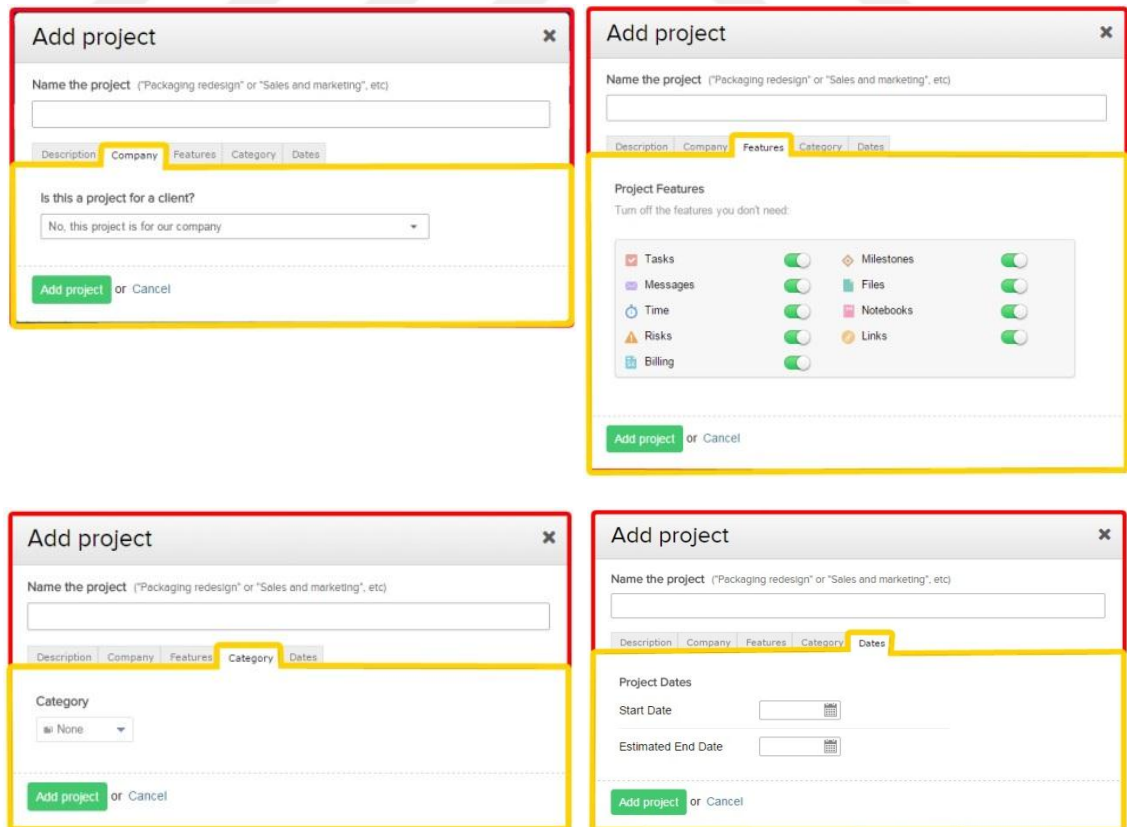 Add project
Name the project ("Packaging redesign" or "Sales and marketing", etc)
Description Company Features Category Dates
Is this a project for a client?
No, this project is for our company
Add project or Cancel
Add project
Name the project ("Packaging redesign" or "Sales and marketing", etc)
Description Company Features Category Dates
Project Features
Turn off the features you don't need:
Tasks Milestones
Messages Files
Time Notebooks
Risks Links
Billing
Add project or Cancel
Add project
Name the project ("Packaging redesign" or "Sales and marketing", etc)
Description Company Features Category Dates
Category
None
Add project or Cancel
Add project
Name the project ("Packaging redesign" or "Sales and marketing", etc)
Description Company Features Category Dates
Project Dates
Start Date
Estimated End Date
Add project or Cancel